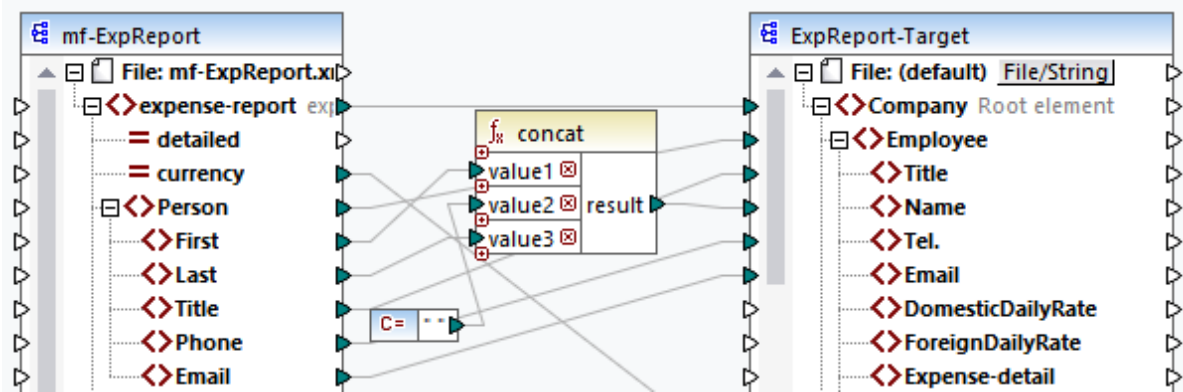 mf-ExpReport
File: mf-ExpReport.x
expense-report exp
detailed
currency
Person
First
Last
Title
Phone
Email
fx concat
value1
value2 result
value3
C= " "
ExpReport-Target
File: (default) File/String
Company Root element
Employee
Title
Name
Tel.
Email
DomesticDailyRate
ForeignDailyRate
Expense-detail